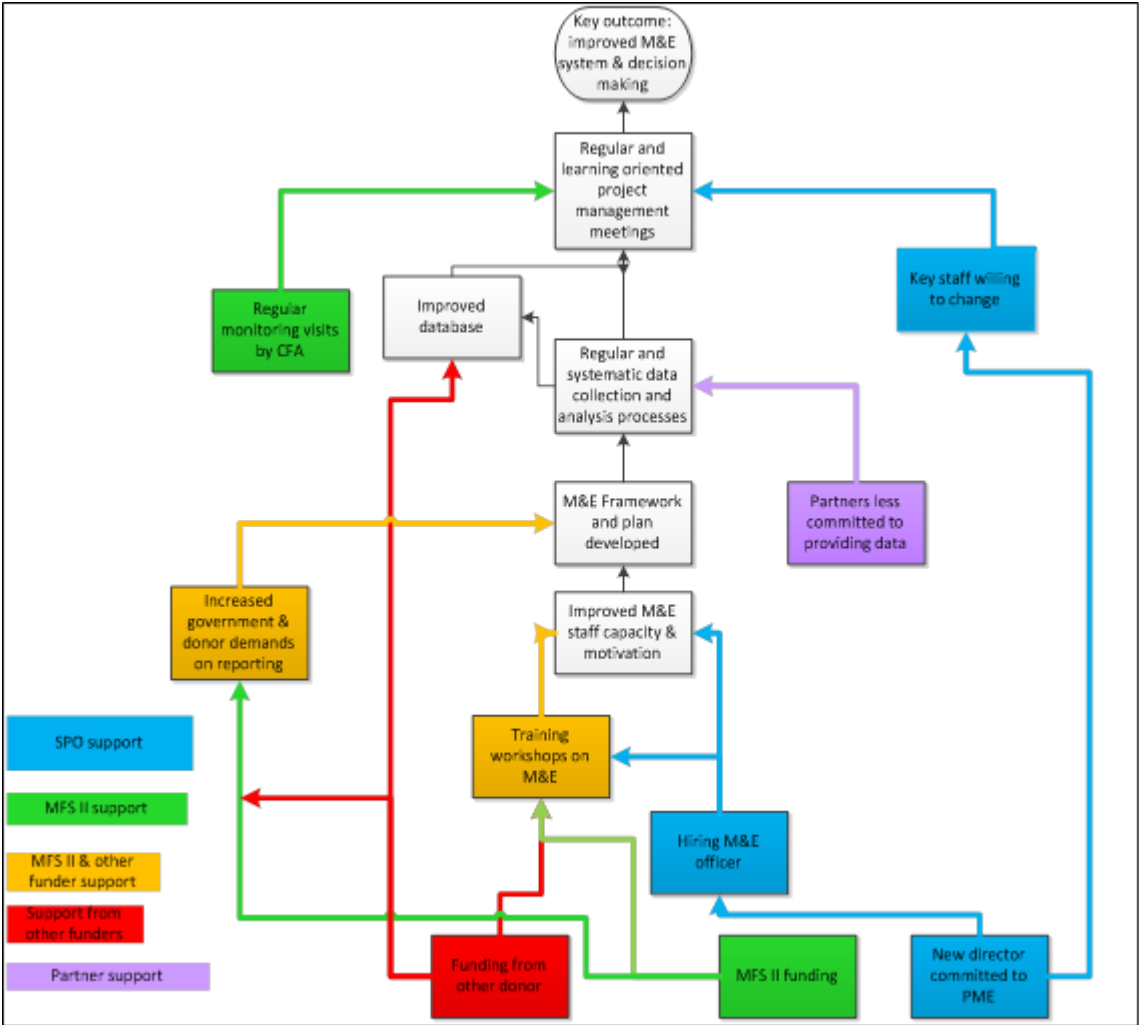 Key outcome:
improved M&E
system & decision
making
Regular and
learning oriented
project
management
meetings
Key staff willing
to change
Improved
database
Regular
monitoring visits
by CFA
Regular and
systematic data
collection and
analysis processes
M&E Framework
and plan
developed
Partners less
committed to
providing data
Increased
government &
donor demands
on reporting
Improved M&E
staff capacity &
motivation
SPO support
Training
workshops on
M&E
MFS II support
Hiring M&E
officer
MFS II & other
funder support
Support from
other funders
Partner support
Funding from
other donor
MFS II funding
New director
committed to
PME